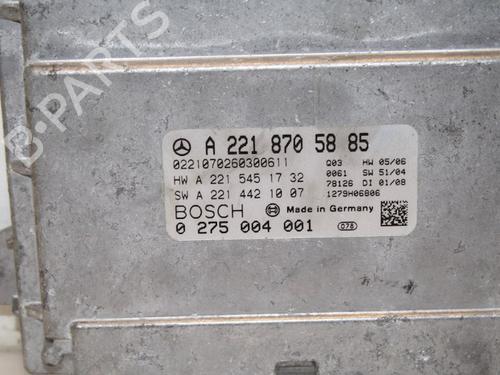 B-PARTS
A 221 870 58 85
0221070260300611 Q03 HW 05/06
HW A 221 545 17 32 0061 SW 51/04
SW A 221 442 10 07 78126 DI 01/08
BOSCH Made in Germany 1279H06806
0 275 004 001 078